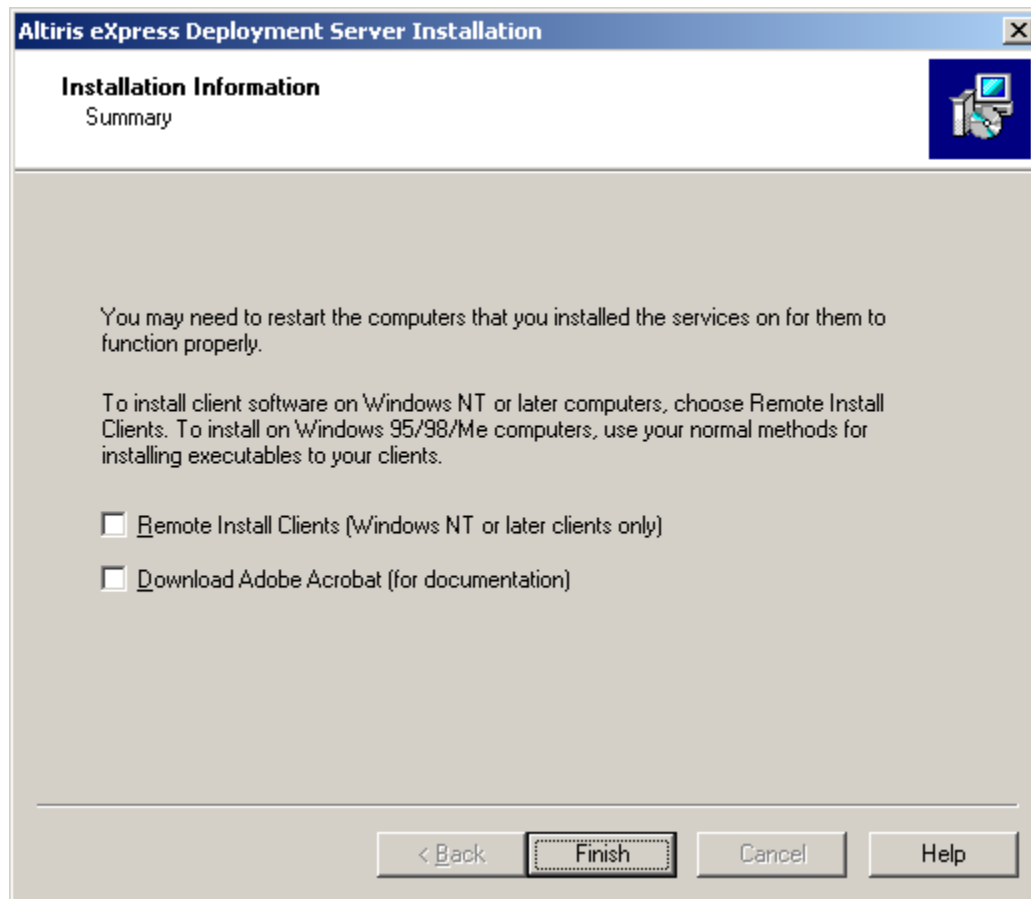 Altiris eXpress Deployment Server Installation
Installation Information
Summary
You may need to restart the computers that you installed the services on for them to
function properly.
To install client software on Windows NT or later computers, choose Remote Install
Clients. To install on Windows 95/98/Me computers, use your normal methods for
installing executables to your clients.
Remote Install Clients (Windows NT or later clients only)
Download Adobe Acrobat (for documentation)
< Back Finish Cancel Help